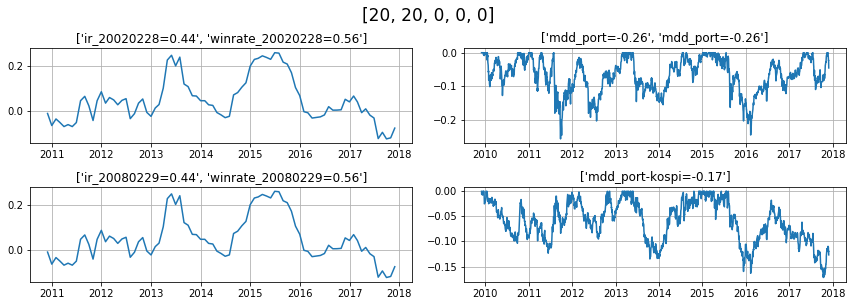 [20, 20, 0, 0, 0]
['ir_20020228=0.44', 'winrate_20020228=0.56']
0.2
0.0
2011 2012 2013 2014 2015 2016 2017 2018
['mdd_port=-0.26', 'mdd_port=-0.26']
0.0
−0.1
−0.2
2010 2011 2012 2013 2014 2015 2016 2017 2018
['ir_20080229=0.44', 'winrate_20080229=0.56']
0.2
0.0
2011 2012 2013 2014 2015 2016 2017 2018
['mdd_port-kospi=-0.17']
0.00
−0.05
−0.10
−0.15
2010 2011 2012 2013 2014 2015 2016 2017 2018